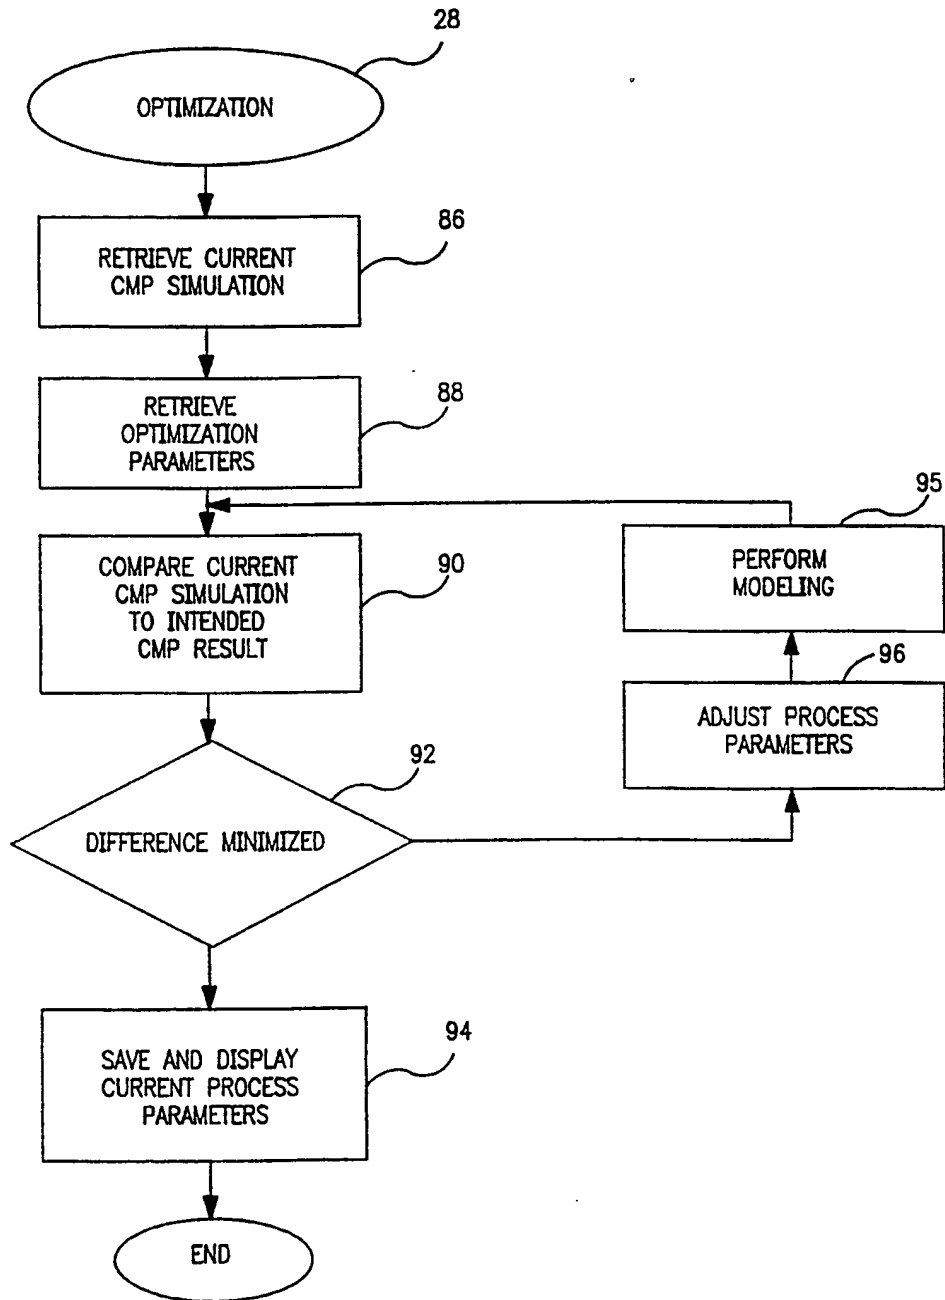 28
OPTIMIZATION
86
RETRIEVE CURRENT
CMP SIMULATION
88
RETRIEVE
OPTIMIZATION
PARAMETERS
95
PERFORM
MODELING
90
COMPARE CURRENT
CMP SIMULATION
TO INTENDED
CMP RESULT
96
ADJUST PROCESS
PARAMETERS
92
DIFFERENCE MINIMIZED
94
SAVE AND DISPLAY
CURRENT PROCESS
PARAMETERS
END